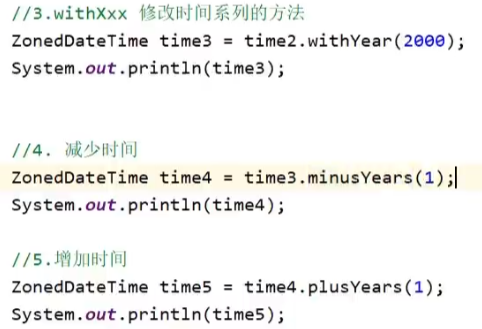 //3.withXxx 修改时间系列的方法
ZonedDateTime time3 = time2.withYear(2000);
System.out.println(time3);
//4. 减少时间
ZonedDateTime time4 = time3.minusYears(1);
System.out.println(time4);
//5.增加时间
ZonedDateTime time5 = time4.plusYears(1);
System.out.println(time5);